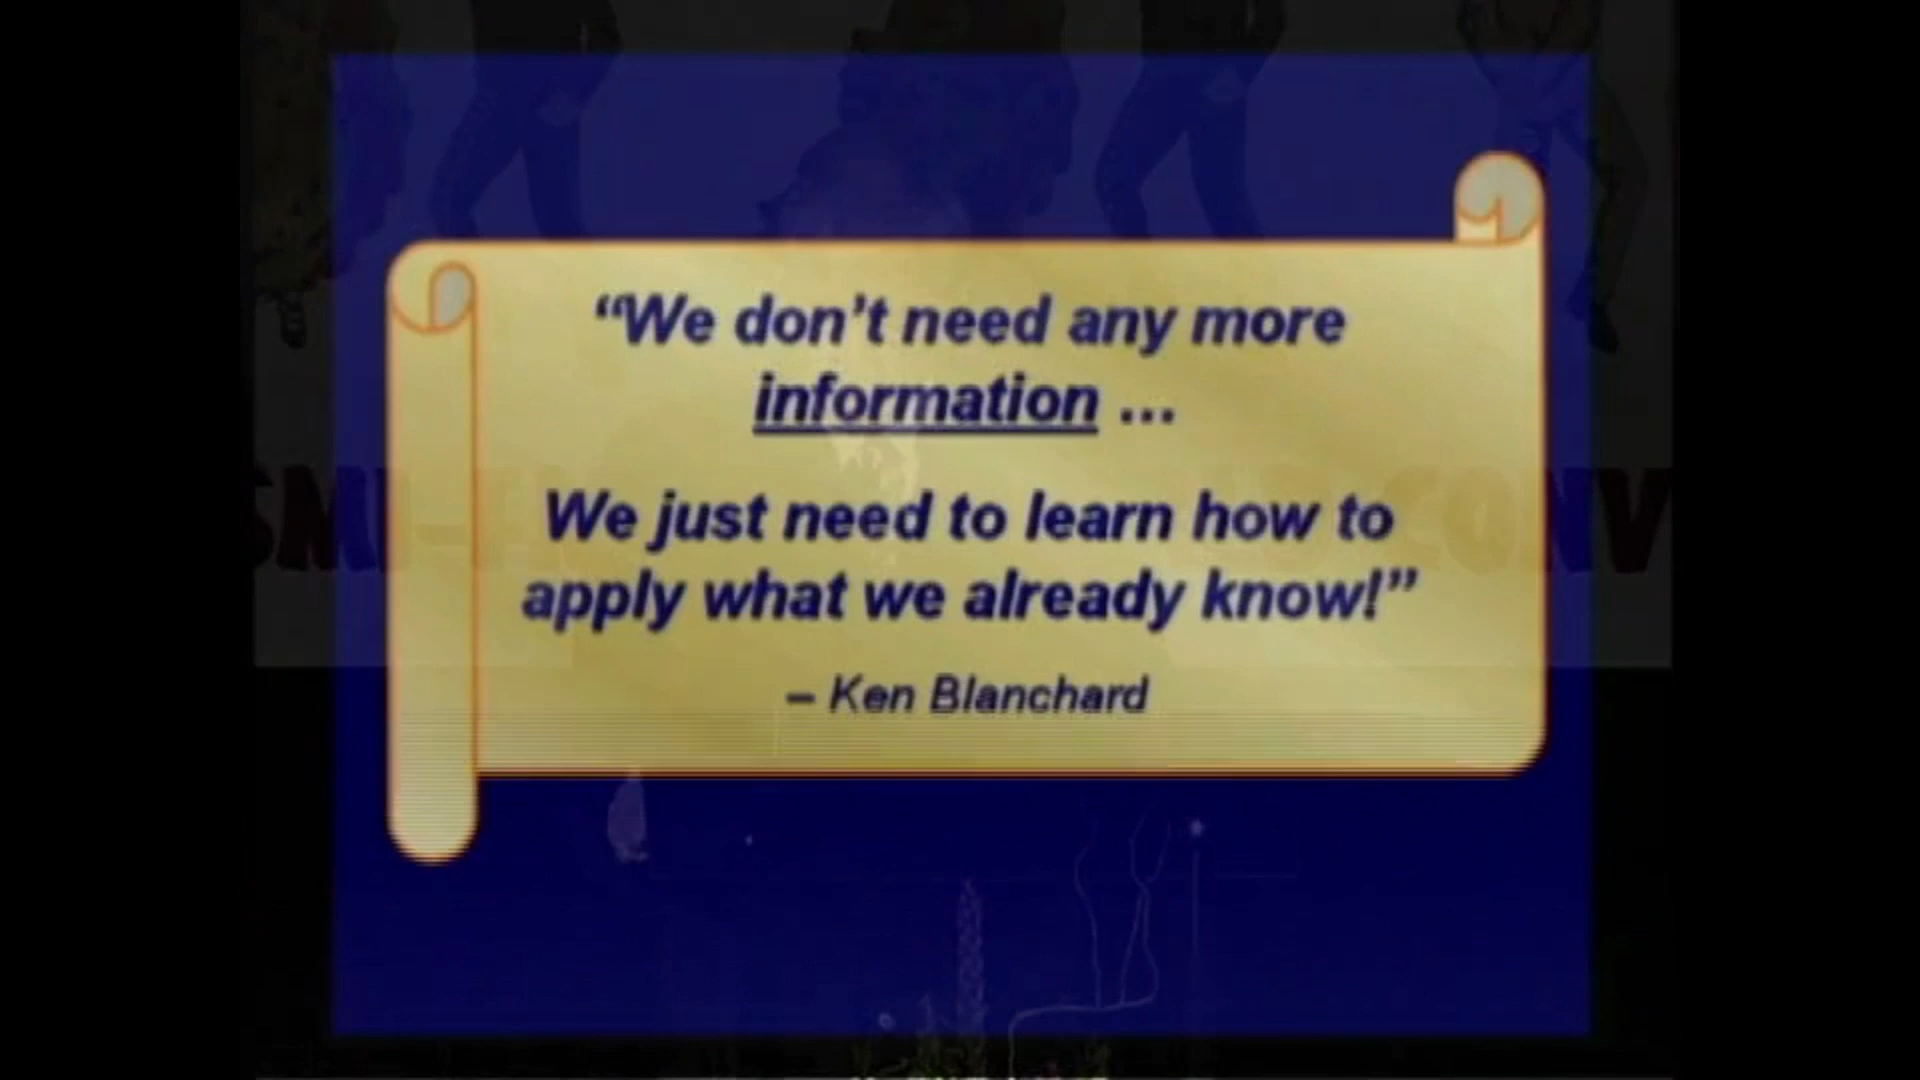 “We don’t need any more
information ...
We just need to learn how to
apply what we already know!”
– Ken Blanchard